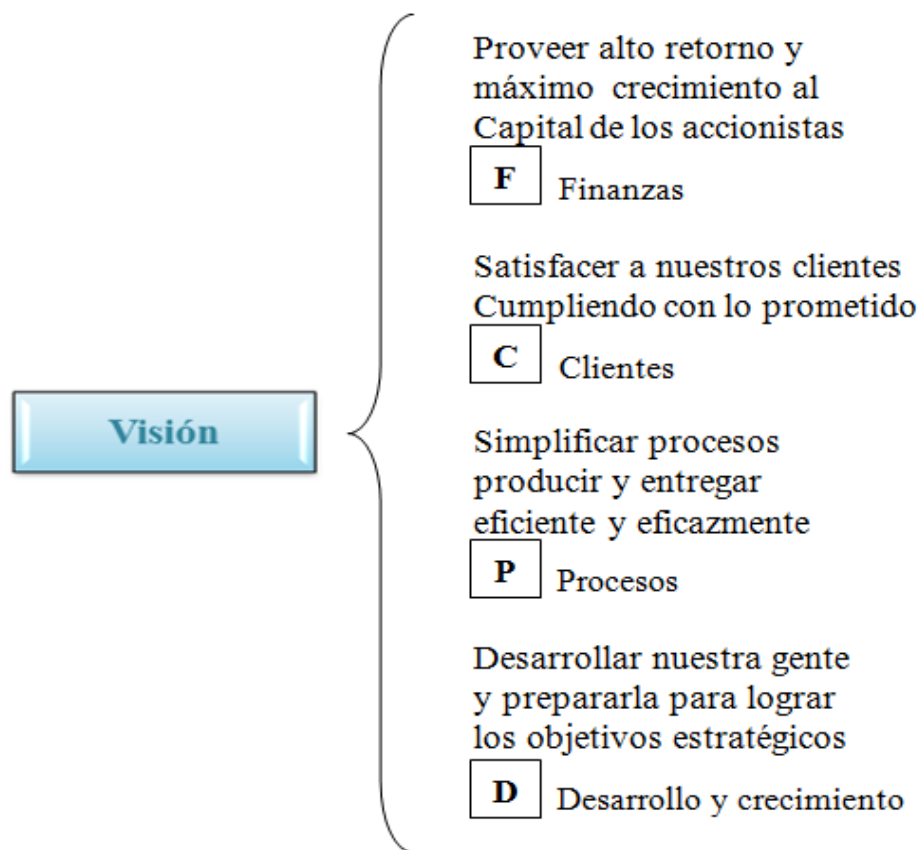 Proveer alto retorno y
máximo crecimiento al
Capital de los accionistas
F Finanzas
Satisfacer a nuestros clientes
Cumpliendo con lo prometido
C Clientes
Visión
Simplificar procesos
producir y entregar
eficiente y eficazmente
P Procesos
Desarrollar nuestra gente
y prepararla para lograr
los objetivos estratégicos
D Desarrollo y crecimiento